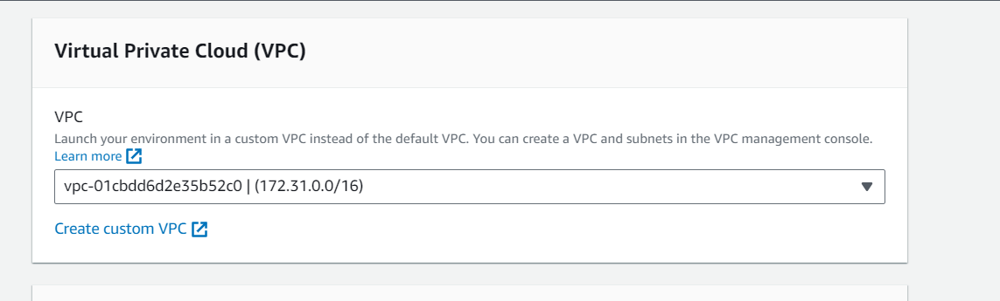 Virtual Private Cloud (VPC)
VPC
Launch your environment in a custom VPC instead of the default VPC. You can create a VPC and subnets in the VPC management console.
Learn more
vpc-01cbdd6d2e35b52c0 | (172.31.0.0/16)
Create custom VPC